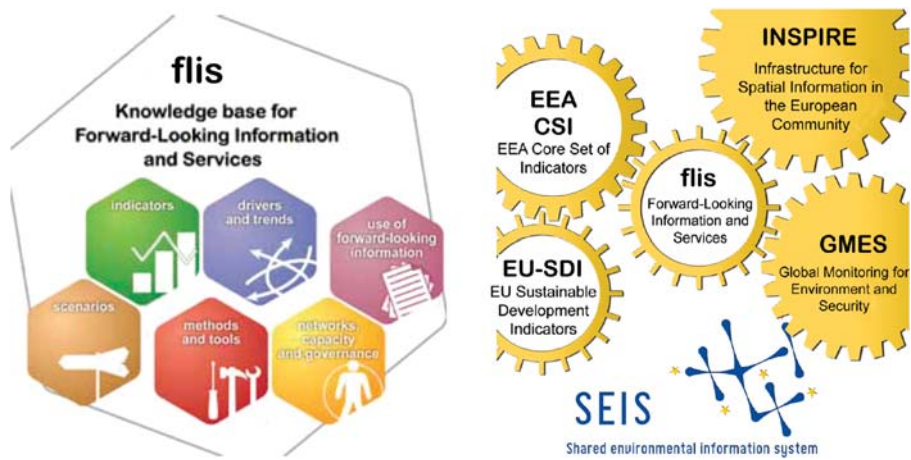 flis
Knowledge base for
Forward-Looking Information
and Services
indicators
drivers
and trends
use of
forward-looking
information
scenarios
methods
and tools
networks,
capacity
and governance
EEA
CSI
EEA Core Set of
Indicators
INSPIRE
Infrastructure for
Spatial Information in
the European
Community
flis
Forward-Looking
Information and
Services
EU-SDI
EU Sustainable
Development
Indicators
GMES
Global Monitoring for
Environment and
Security
SEIS
Shared environmental information system